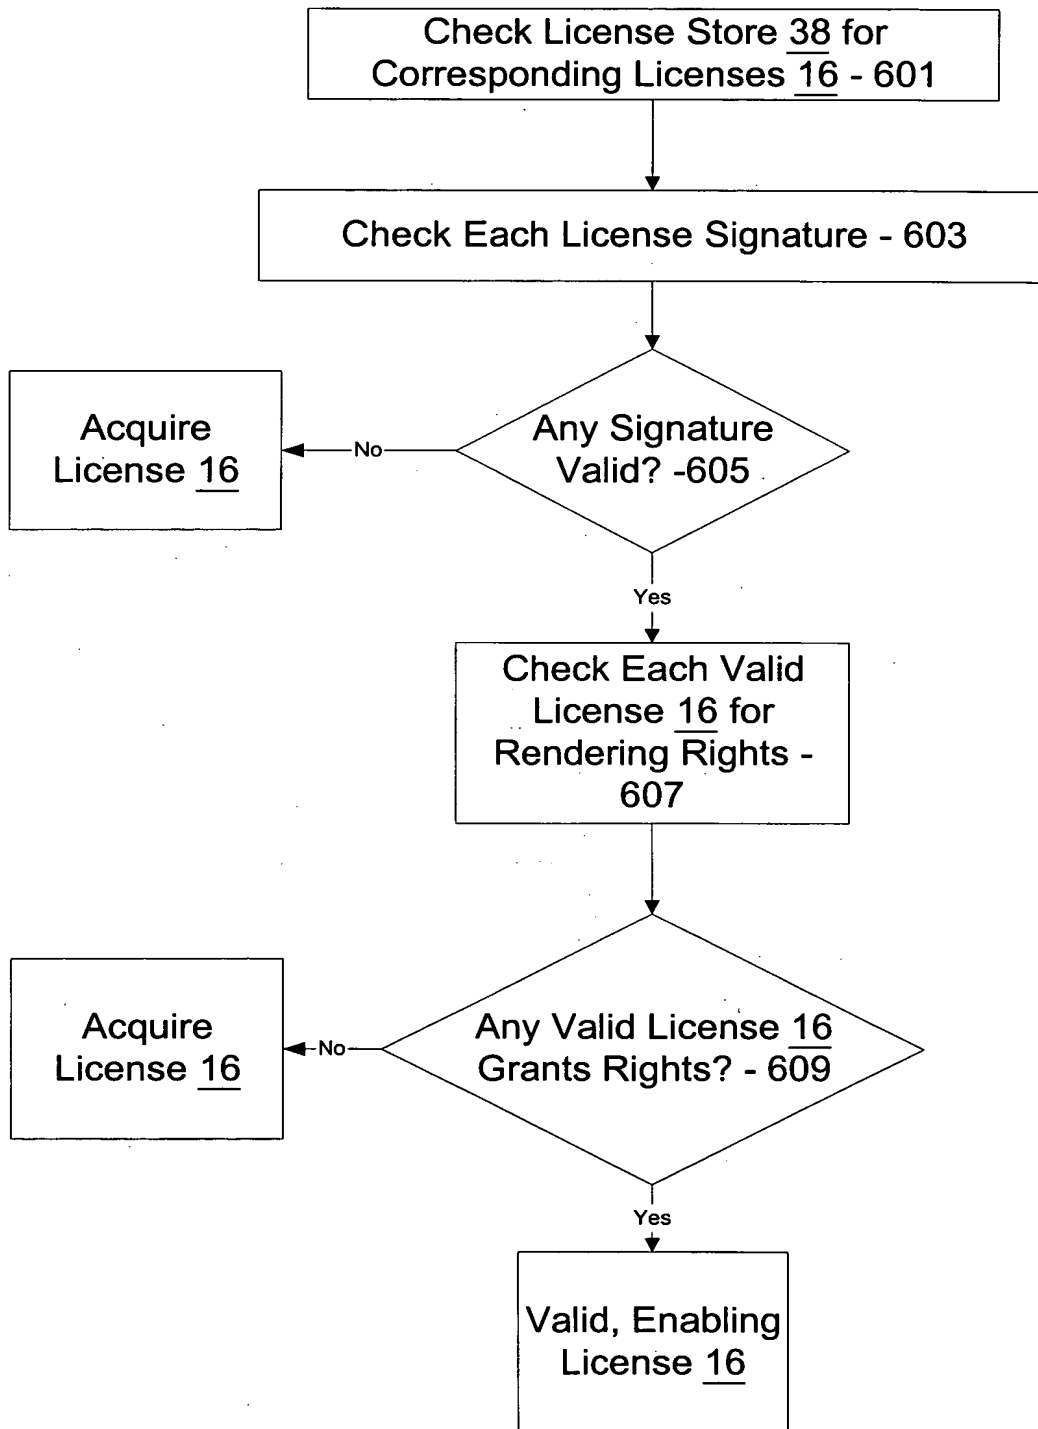 Check License Store 38 for
Corresponding Licenses 16 - 601
Check Each License Signature - 603
Any Signature
Valid? -605
No
Acquire
License 16
Yes
Check Each Valid
License 16 for
Rendering Rights -
607
Any Valid License 16
Grants Rights? - 609
No
Acquire
License 16
Yes
Valid, Enabling
License 16